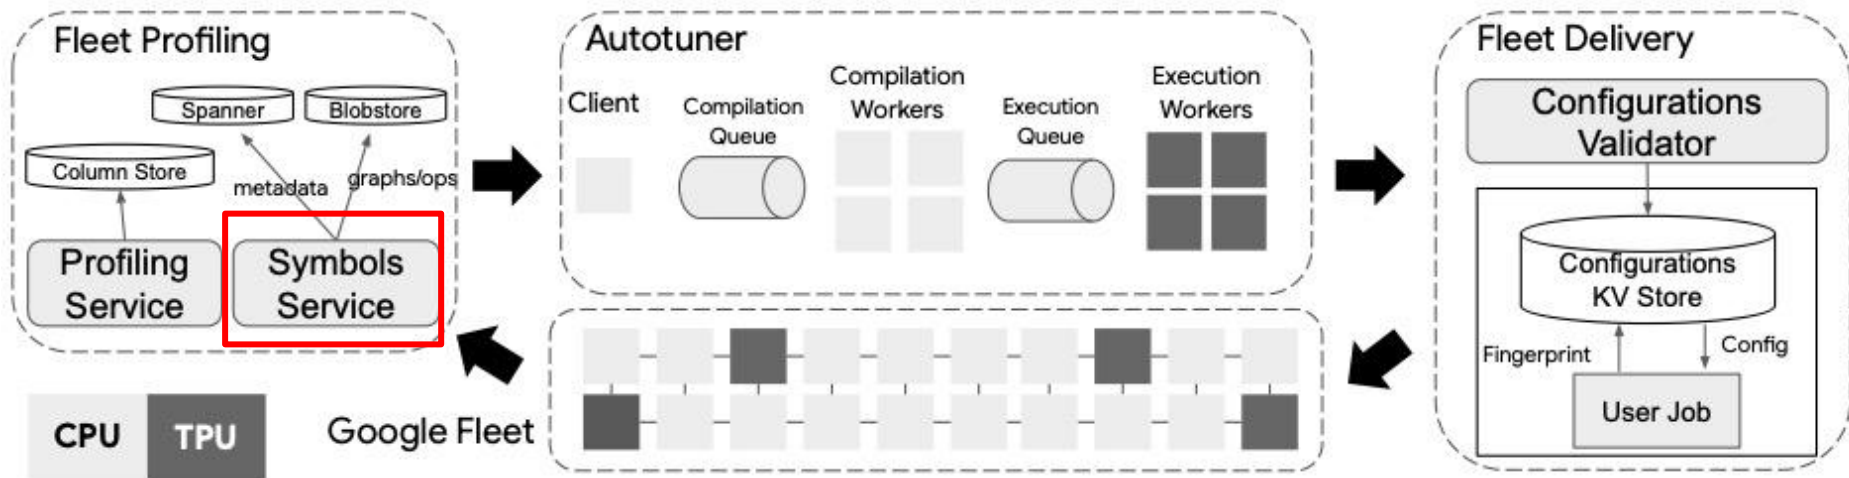 Fleet Profiling
Spanner
Blobstore
Column Store
metadata
graphs/ops
Profiling
Service
Symbols
Service
Autotuner
Client
Compilation
Queue
Compilation
Workers
Execution
Queue
Execution
Workers
Fleet Delivery
Configurations
Validator
Configurations
KV Store
Fingerprint
Config
User Job
CPU
TPU
Google Fleet